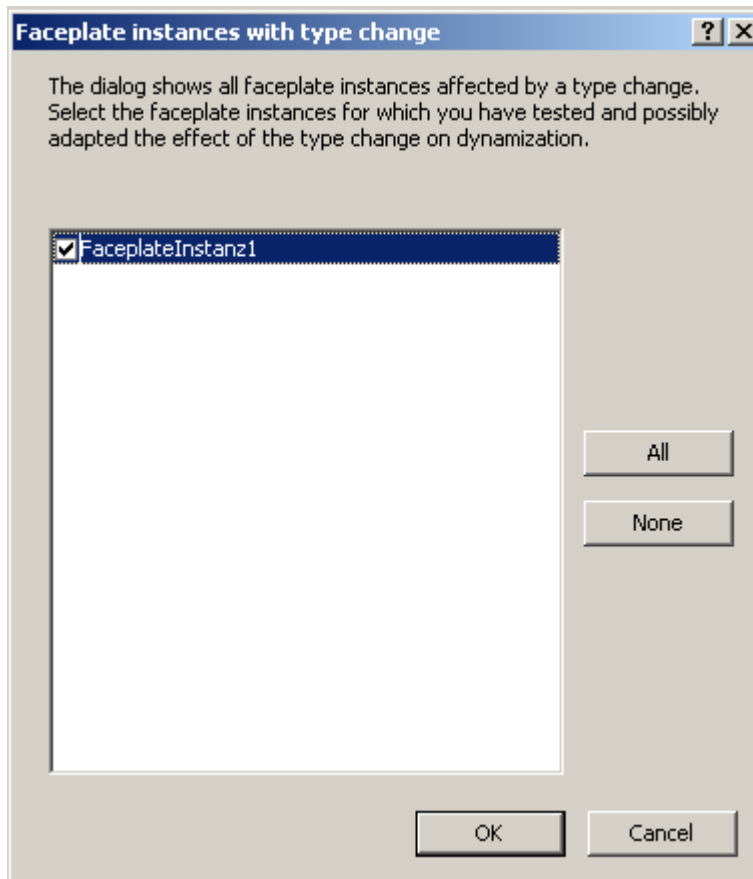 Faceplate instances with type change
The dialog shows all faceplate instances affected by a type change.
Select the faceplate instances for which you have tested and possibly
adapted the effect of the type change on dynamization.
FaceplateInstanz1
All
None
OK
Cancel